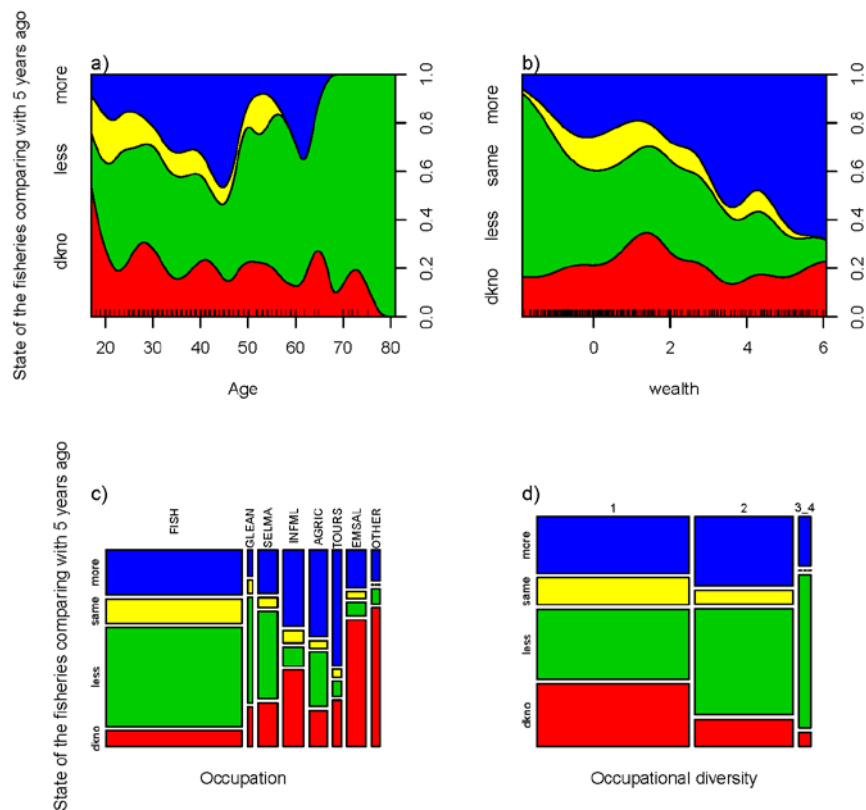 State of the fisheries comparing with 5 years ago
a)
more
less
dkno
0.0 0.2 0.4 0.6 0.8 1.0
20 30 40 50 60 70 80
Age
b)
more
same
less
dkno
0.0 0.2 0.4 0.6 0.8 1.0
0 2 4 6
wealth
State of the fisheries comparing with 5 years ago
c)
FISH GLEAN SELMA INFML AGRIC TOURS EMSAL OTHER
more
same
less
dkno
Occupation
d)
1 2 3_4
more
same
less
dkno
Occupational diversity